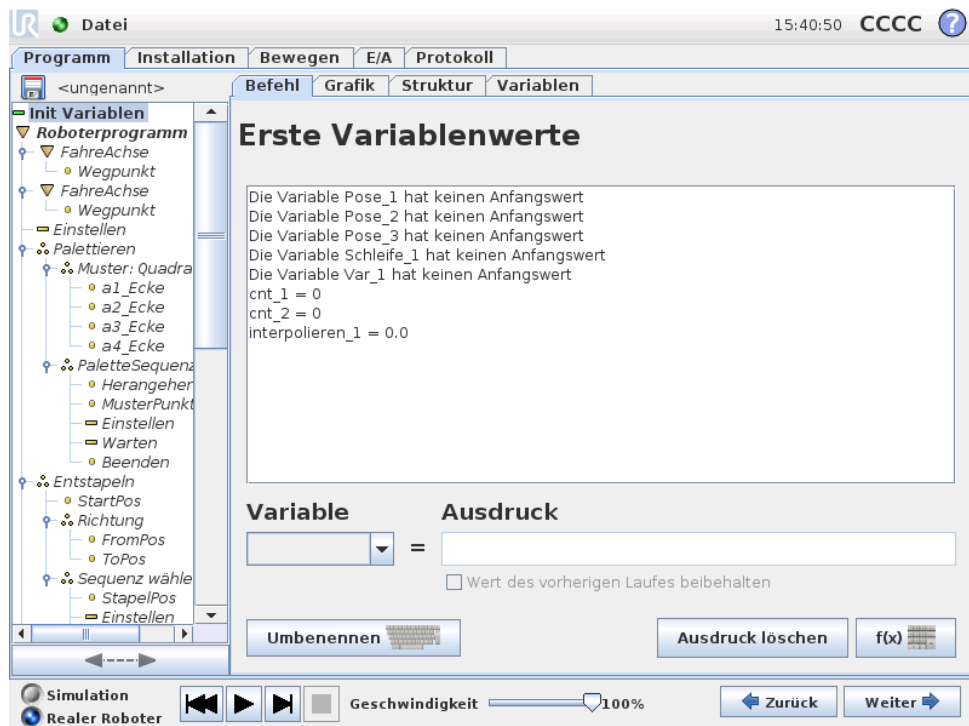 UR Datei 15:40:50 CCCC ?
Programm Installation Bewegen E/A Protokoll
<ungenannt>
Befehl Grafik Struktur Variablen
Init Variablen
Roboterprogramm
FahreAchse
Wegpunkt
FahreAchse
Wegpunkt
Einstellen
Palettieren
Muster: Quadra
a1_Ecke
a2_Ecke
a3_Ecke
a4_Ecke
PaletteSequenz
Herangehen
MusterPunkt
Einstellen
Warten
Beenden
Entstapeln
StartPos
Richtung
FromPos
ToPos
Sequenz wähle
StapelPos
Einstellen
Erste Variablenwerte
Die Variable Pose_1 hat keinen Anfangswert
Die Variable Pose_2 hat keinen Anfangswert
Die Variable Pose_3 hat keinen Anfangswert
Die Variable Schleife_1 hat keinen Anfangswert
Die Variable Var_1 hat keinen Anfangswert
cnt_1 = 0
cnt_2 = 0
interpolieren_1 = 0.0
Variable Ausdruck
=
Wert des vorherigen Laufes beibehalten
Umbenennen Ausdruck löschen f(x)
Simulation
Realer Roboter
Geschwindigkeit 100%
Zurück Weiter